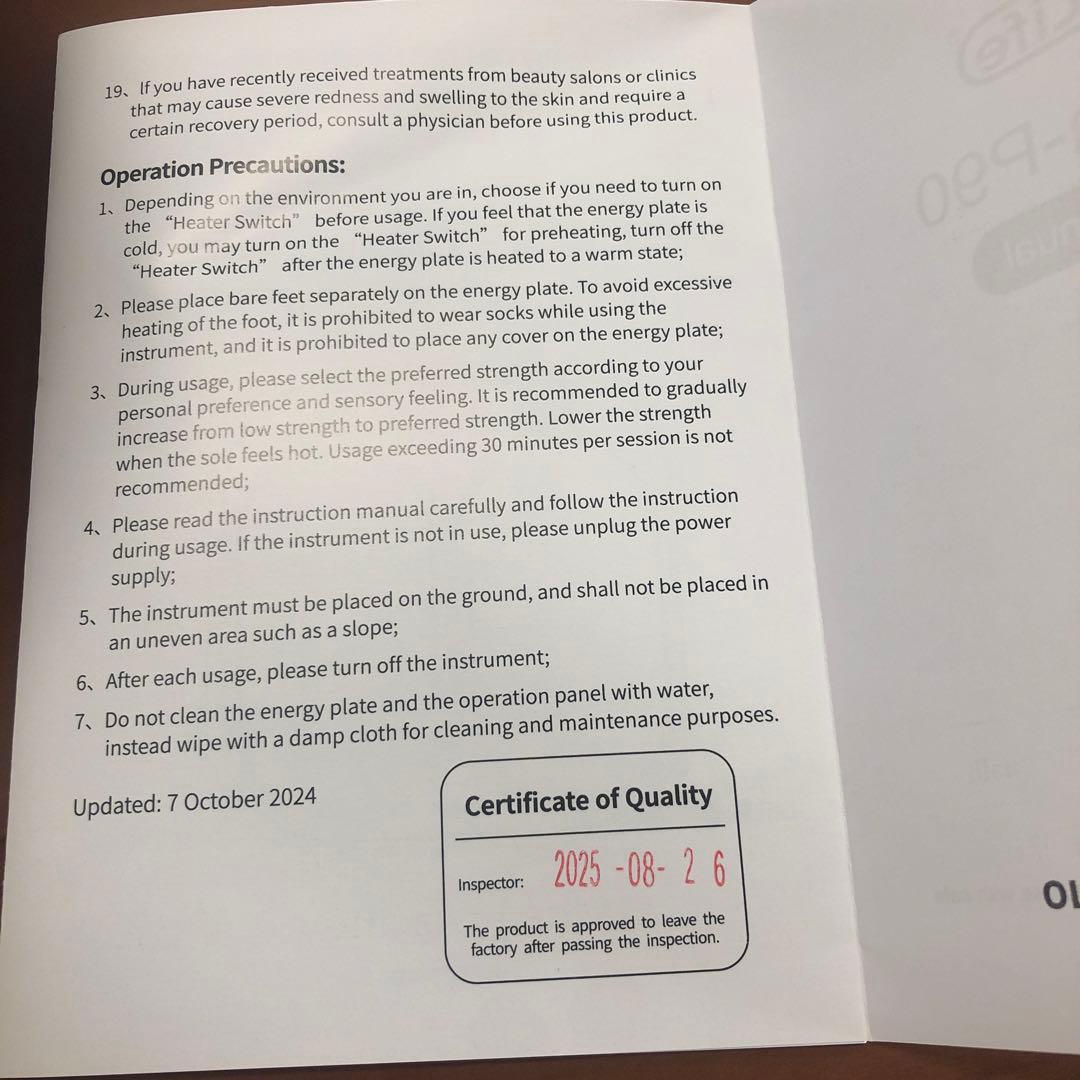 19、If you have recently received treatments from beauty salons or clinics
that may cause severe redness and swelling to the skin and require a
certain recovery period, consult a physician before using this product.
Operation Precautions:
1、Depending on the environment you are in, choose if you need to turn on
the “Heater Switch” before usage. If you feel that the energy plate is
cold, you may turn on the “Heater Switch” for preheating, turn off the
“Heater Switch” after the energy plate is heated to a warm state;
2、Please place bare feet separately on the energy plate. To avoid excessive
heating of the foot, it is prohibited to wear socks while using the
instrument, and it is prohibited to place any cover on the energy plate;
3、During usage, please select the preferred strength according to your
personal preference and sensory feeling. It is recommended to gradually
increase from low strength to preferred strength. Lower the strength
when the sole feels hot. Usage exceeding 30 minutes per session is not
recommended;
4、Please read the instruction manual carefully and follow the instruction
during usage. If the instrument is not in use, please unplug the power
supply;
5、The instrument must be placed on the ground, and shall not be placed in
an uneven area such as a slope;
6、After each usage, please turn off the instrument;
7、Do not clean the energy plate and the operation panel with water,
instead wipe with a damp cloth for cleaning and maintenance purposes.
Updated: 7 October 2024
Certificate of Quality
Inspector: 2025 -08- 2 6
The product is approved to leave the
factory after passing the inspection.